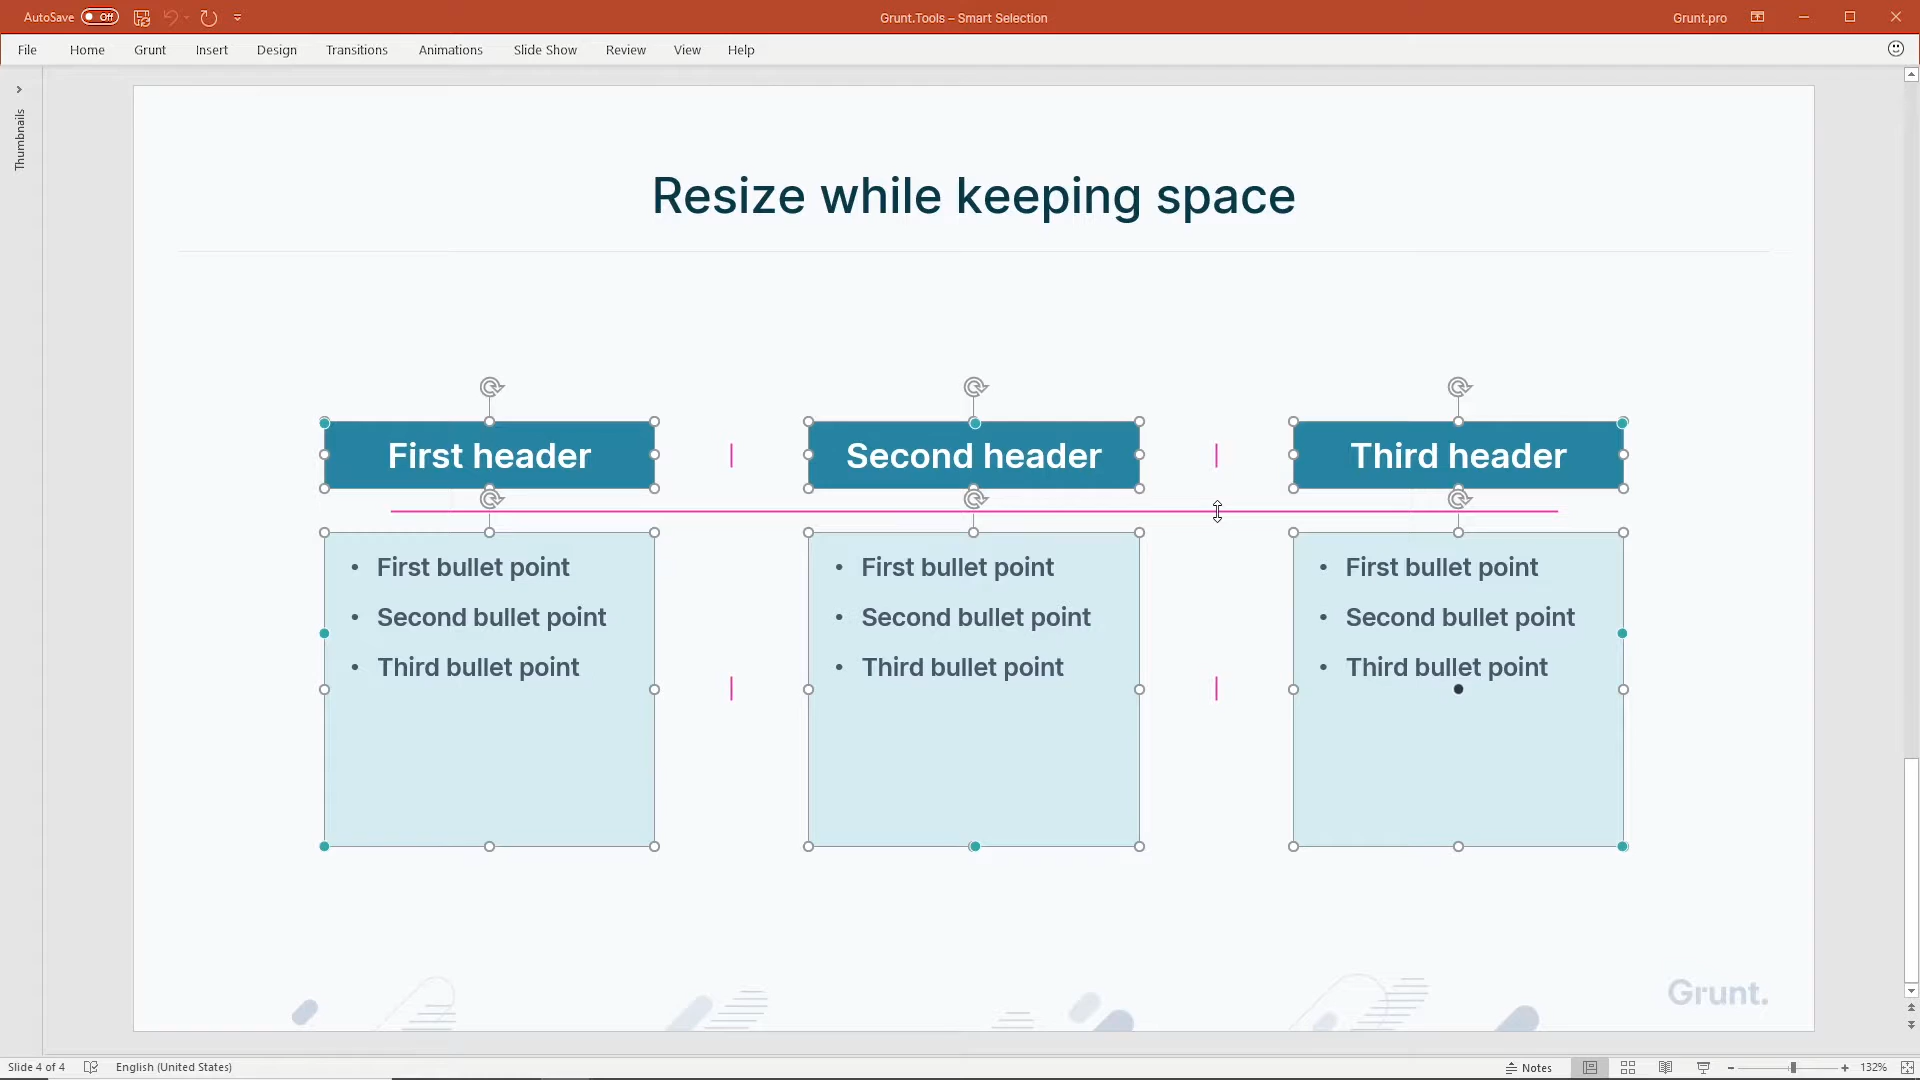 AutoSave Off Grunt.Tools – Smart Selection Grunt.pro
File Home Grunt Insert Design Transitions Animations Slide Show Review View Help
Thumbnails
Resize while keeping space
First header
Second header
Third header
• First bullet point
• Second bullet point
• Third bullet point
• First bullet point
• Second bullet point
• Third bullet point
• First bullet point
• Second bullet point
• Third bullet point
Grunt.
Slide 4 of 4 English (United States) Notes 132%